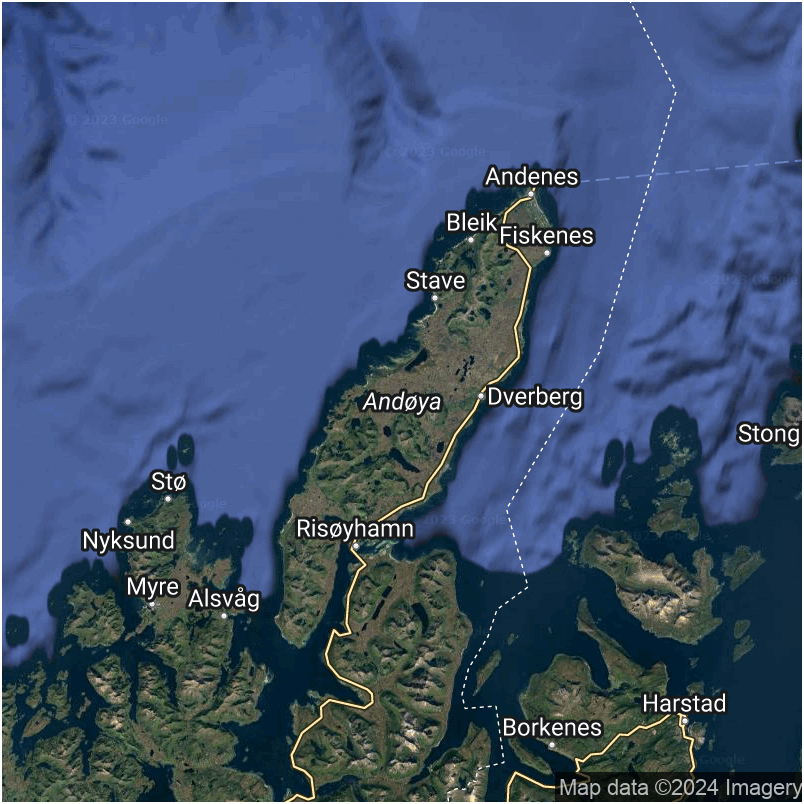 © 2023 Google
© 2023 Google
Andenes
Bleik
Fiskenes
Stave
Andøya
Dverberg
Stong
Stø
Nyksund
© 2023 Google
Risøyhamn
Myre
Alsvåg
Harstad
Borkenes
Map data ©2024 Imagery